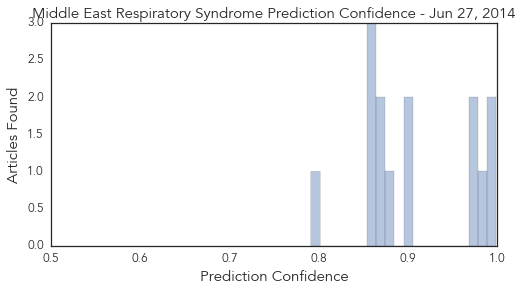 Middle East Respiratory Syndrome Prediction Confidence - Jun 27, 2014
3.0
2.5
2.0
1.5
1.0
0.5
0.0
Articles Found
0.5 0.6 0.7 0.8 0.9 1.0
Prediction Confidence